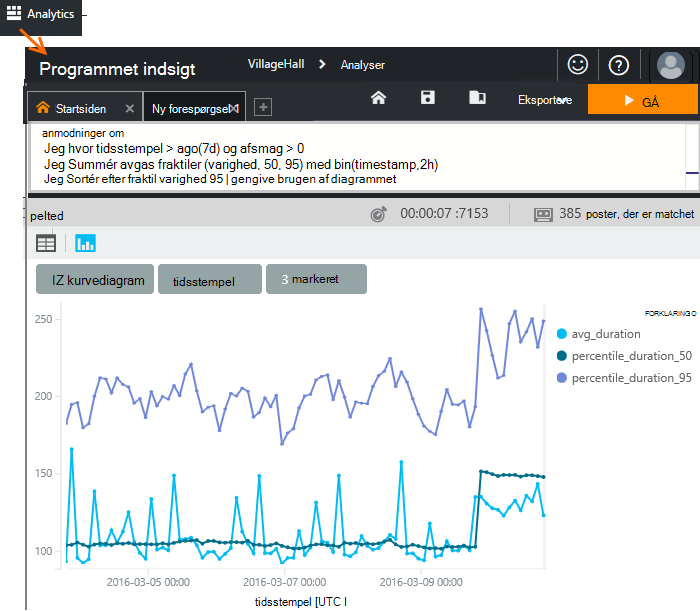 Analytics
Programmet indsigt
VillageHall
Analyser
Startsiden
Ny forespørgsel
Eksportere
GÅ
anmodninger om
Jeg hvor tidsstempel > ago(7d) og afsmag > 0
Jeg Summér avgas fraktiler (varighed, 50, 95) med bin(timestamp,2h)
Jeg Sortér efter fraktil varighed 95 | gengive brugen af diagrammet
pelted
00:00:07 :7153
385 poster, der er matchet
IZ kurvediagram
tidsstempel
3 markeret
FORKLARINGO
avg_duration
percentile_duration_50
percentile_duration_95
250
200
150
100
2016-03-05 00:00
2016-03-07 00:00
2016-03-09 00:00
tidsstempel [UTC I